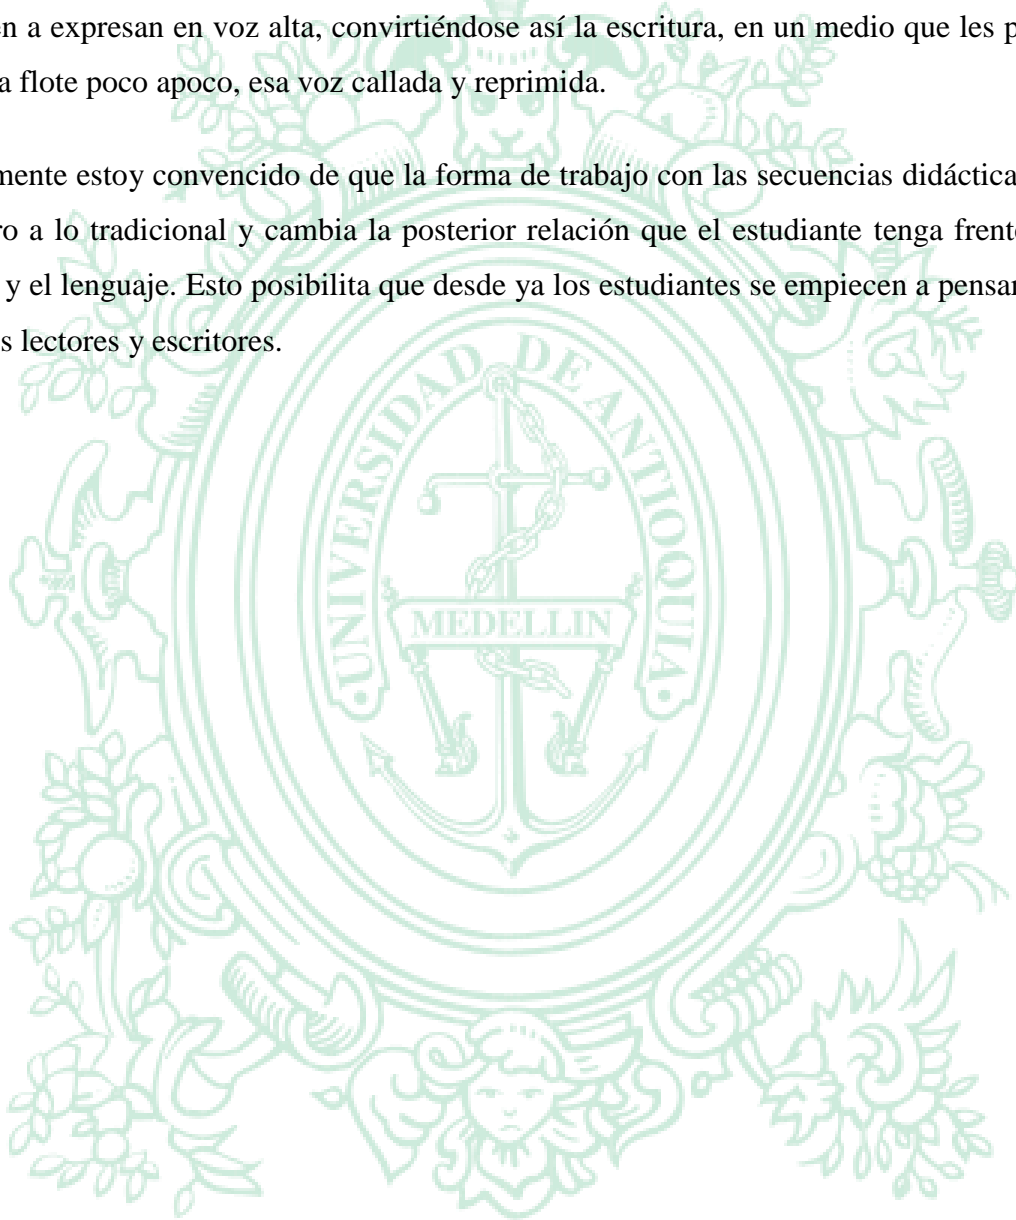 n a expresan en voz alta, convirtiéndose así la escritura, en un medio que les p
a flote poco apoco, esa voz callada y reprimida.
mente estoy convencido de que la forma de trabajo con las secuencias didáctica
ro a lo tradicional y cambia la posterior relación que el estudiante tenga frent
y el lenguaje. Esto posibilita que desde ya los estudiantes se empiecen a pensar
s lectores y escritores.
UNIVERSIDAD DE ANTIOQUIA
MEDELLIN